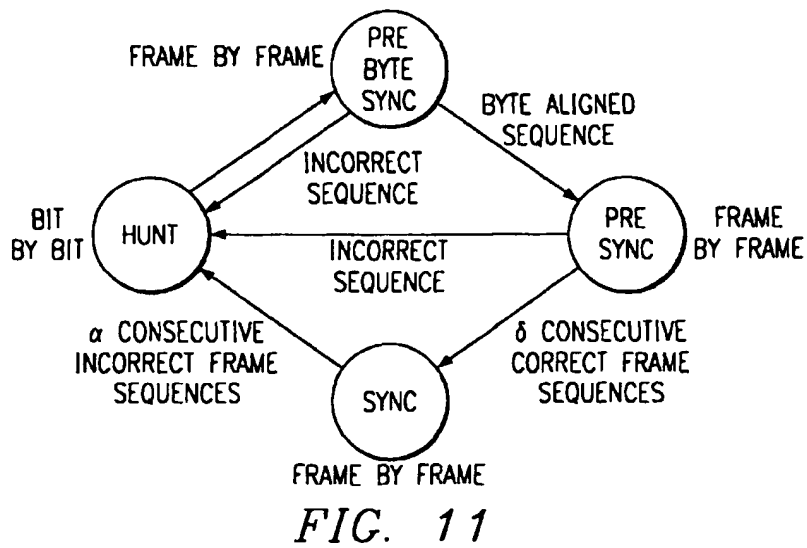 FRAME BY FRAME
PRE
BYTE
SYNC
BYTE ALIGNED
SEQUENCE
INCORRECT
SEQUENCE
BIT
BY BIT
HUNT
PRE
SYNC
FRAME
BY FRAME
INCORRECT
SEQUENCE
α CONSECUTIVE
INCORRECT FRAME
SEQUENCES
δ CONSECUTIVE
CORRECT FRAME
SEQUENCES
SYNC
FRAME BY FRAME
FIG. 11